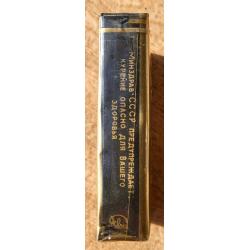 МИНЗДРАВ СССР ПРЕДУПРЕЖДАЕТ:
КУРЕНИЕ ОПАСНО ДЛЯ ВАШЕГО
ЗДОРОВЬЯ